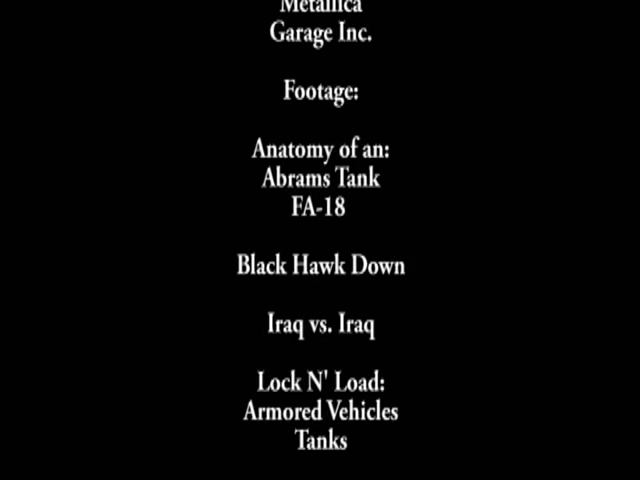 Metallica
Garage Inc.
Footage:
Anatomy of an:
Abrams Tank
FA-18
Black Hawk Down
Iraq vs. Iraq
Lock N' Load:
Armored Vehicles
Tanks